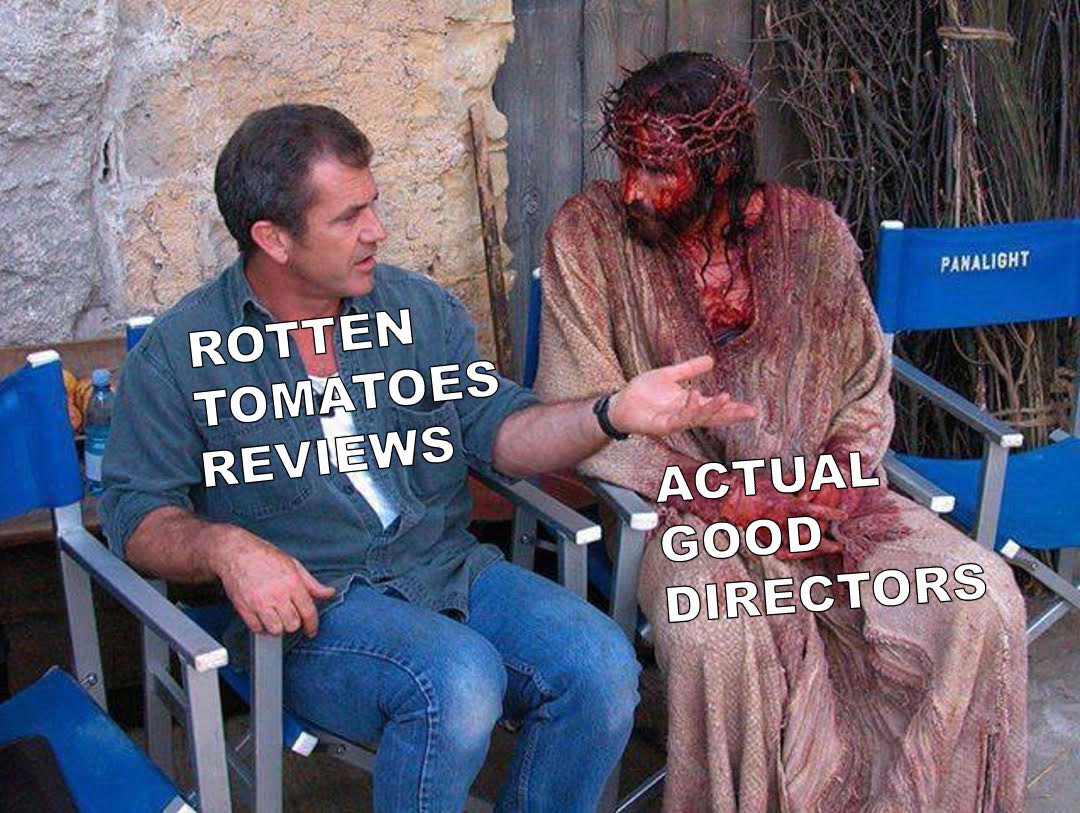 ROTTEN
TOMATOES
REVIEWS
ACTUAL
GOOD
DIRECTORS
PANALIGHT